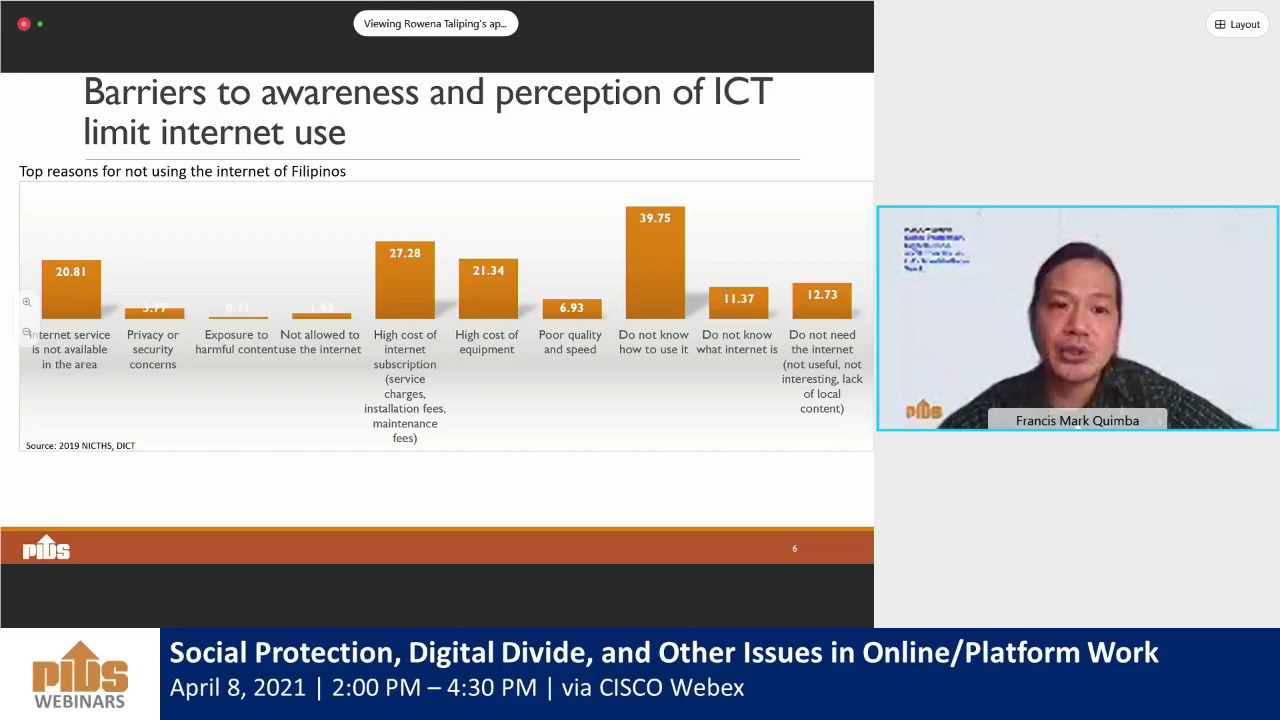 Viewing Rowena Taliping's ap...
Layout
Barriers to awareness and perception of ICT
limit internet use
Top reasons for not using the internet of Filipinos
20.81
3.77
0.71
1.93
27.28
21.34
6.93
39.75
11.37
12.73
Internet service
is not available
in the area
Privacy or
security
concerns
Exposure to
harmful content
Not allowed to
use the internet
High cost of
internet
subscription
(service
charges,
installation fees,
maintenance
fees)
High cost of
equipment
Poor quality
and speed
Do not know
how to use it
Do not know
what internet is
Do not need
the internet
(not useful, not
interesting, lack
of local
content)
Source: 2019 NICTHS, DICT
PIDS
6
PIDS
Francis Mark Quimba
PIDS
WEBINARS
Social Protection, Digital Divide, and Other Issues in Online/Platform Work
April 8, 2021 | 2:00 PM – 4:30 PM | via CISCO Webex